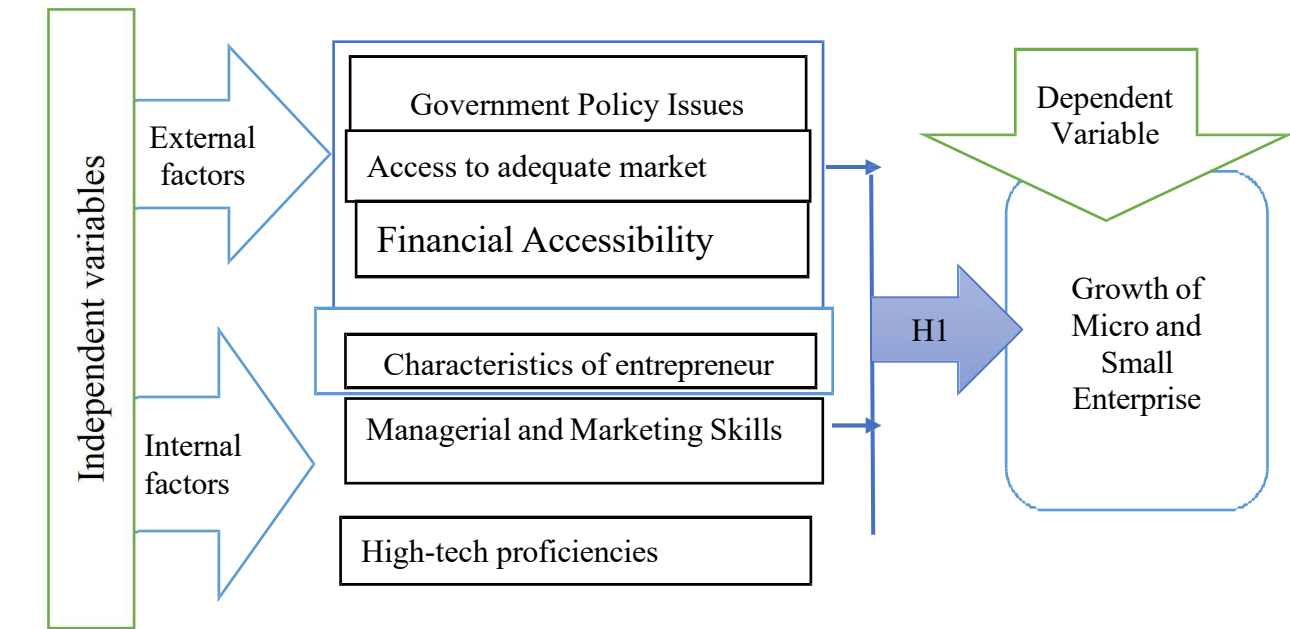 Independent variables
External
factors
Government Policy Issues
Access to adequate market
Financial Accessibility
Internal
factors
Characteristics of entrepreneur
Managerial and Marketing Skills
High-tech proficiencies
H1
Dependent
Variable
Growth of
Micro and
Small
Enterprise